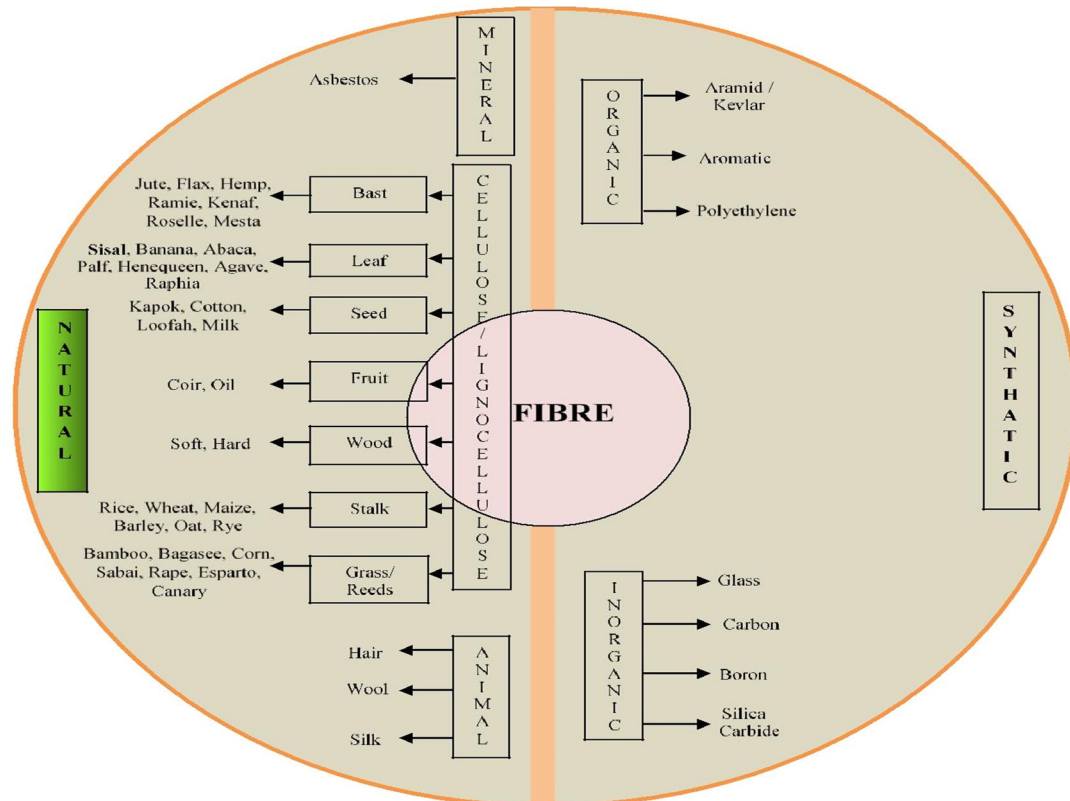 MINERAL
Asbestos
CELLULOSE/LIGNOCELLULOSE
Bast
Jute, Flax, Hemp,
Ramie, Kenaf,
Roselle, Mesta
Leaf
Sisal, Banana, Abaca,
Palf, Henequeen, Agave,
Raphia
Seed
Kapok, Cotton,
Loofah, Milk
NATURAL
Fruit
Coir, Oil
Wood
Soft, Hard
Stalk
Rice, Wheat, Maize,
Barley, Oat, Rye
Grass/
Reeds
Bamboo, Bagasee, Corn,
Sabai, Rape, Esparto,
Canary
ANIMAL
Hair
Wool
Silk
FIBRE
ORGANIC
Aramid /
Kevlar
Aromatic
Polyethylene
SYNTHATIC
INORGANIC
Glass
Carbon
Boron
Silica
Carbide